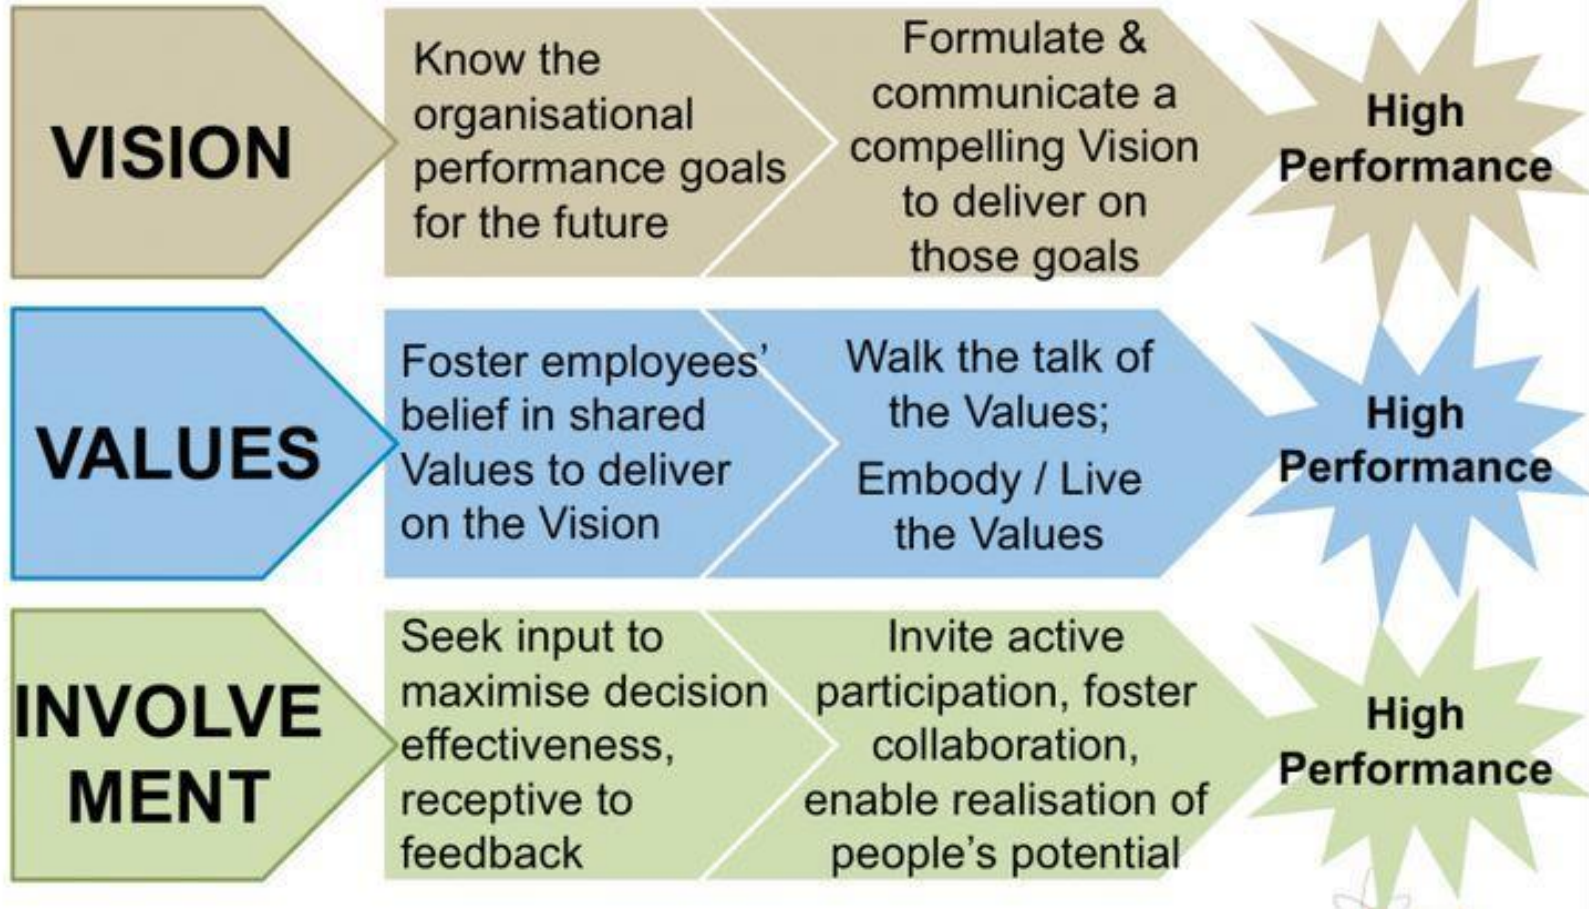 VISION
Know the
organisational
performance goals
for the future
Formulate &
communicate a
compelling Vision
to deliver on
those goals
High
Performance
VALUES
Foster employees’
belief in shared
Values to deliver
on the Vision
Walk the talk of
the Values;
Embody / Live
the Values
High
Performance
INVOLVE
MENT
Seek input to
maximise decision
effectiveness,
receptive to
feedback
Invite active
participation, foster
collaboration,
enable realisation of
people’s potential
High
Performance